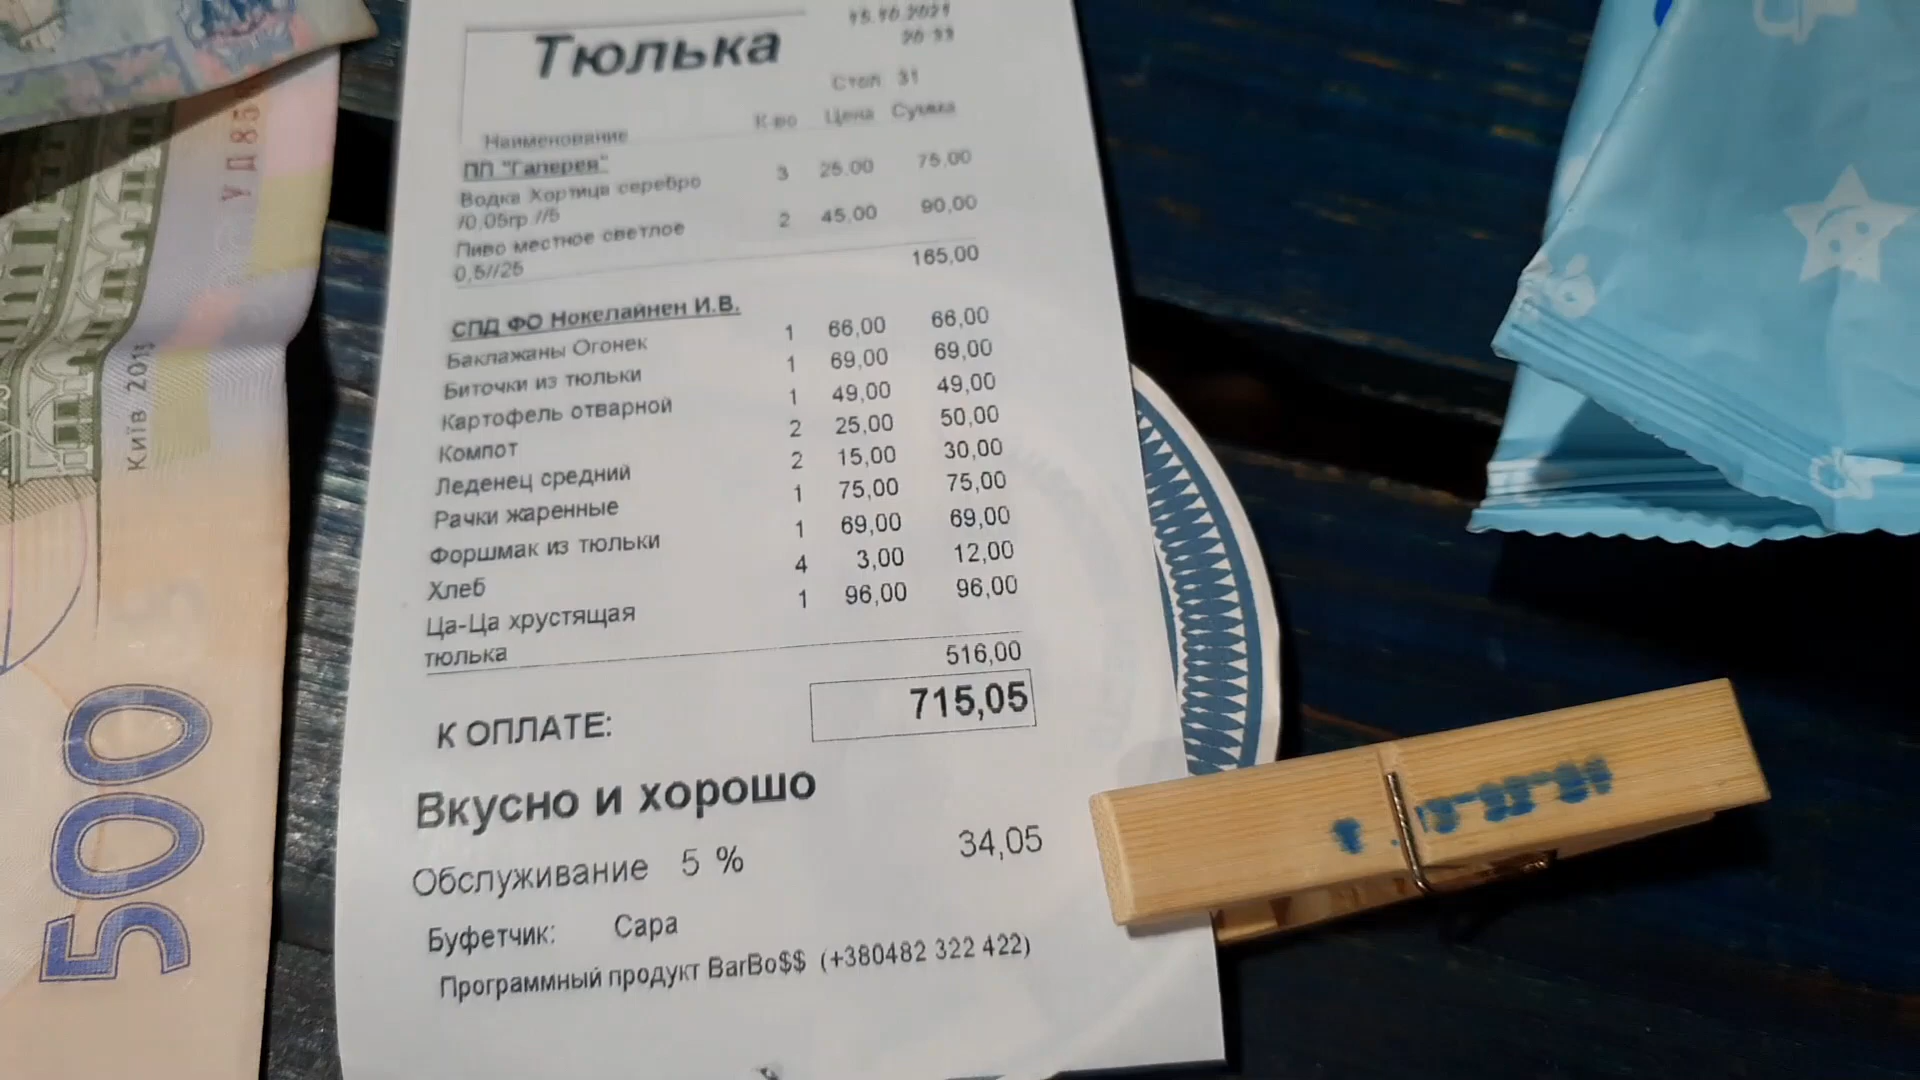 Тюлька
15.10.2021
20:33
Стол 31
Наименование К-во Цена Сумма
ПП "Галерея"
Водка Хортица серебро 3 25,00 75,00
/0,05гр //5
Пиво местное светлое 2 45,00 90,00
0,5//25
165,00
СПД ФО Нокелайнен И.В.
Баклажаны Огонек 1 66,00 66,00
Биточки из тюльки 1 69,00 69,00
Картофель отварной 1 49,00 49,00
Компот 2 25,00 50,00
Леденец средний 2 15,00 30,00
Рачки жаренные 1 75,00 75,00
Форшмак из тюльки 1 69,00 69,00
Хлеб 4 3,00 12,00
Ца-Ца хрустящая 1 96,00 96,00
тюлька
516,00
К ОПЛАТЕ: 715,05
Вкусно и хорошо
Обслуживание 5 % 34,05
Буфетчик: Сара
Программный продукт BarBo$$ (+380482 322 422)
УД85
Київ 2015
500